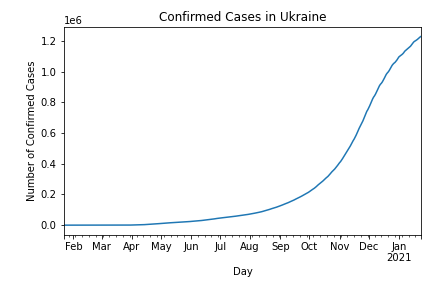 Confirmed Cases in Ukraine
1e6
1.2
1.0
0.8
0.6
0.4
0.2
0.0
Number of Confirmed Cases
Feb Mar Apr May Jun Jul Aug Sep Oct Nov Dec Jan
2021
Day